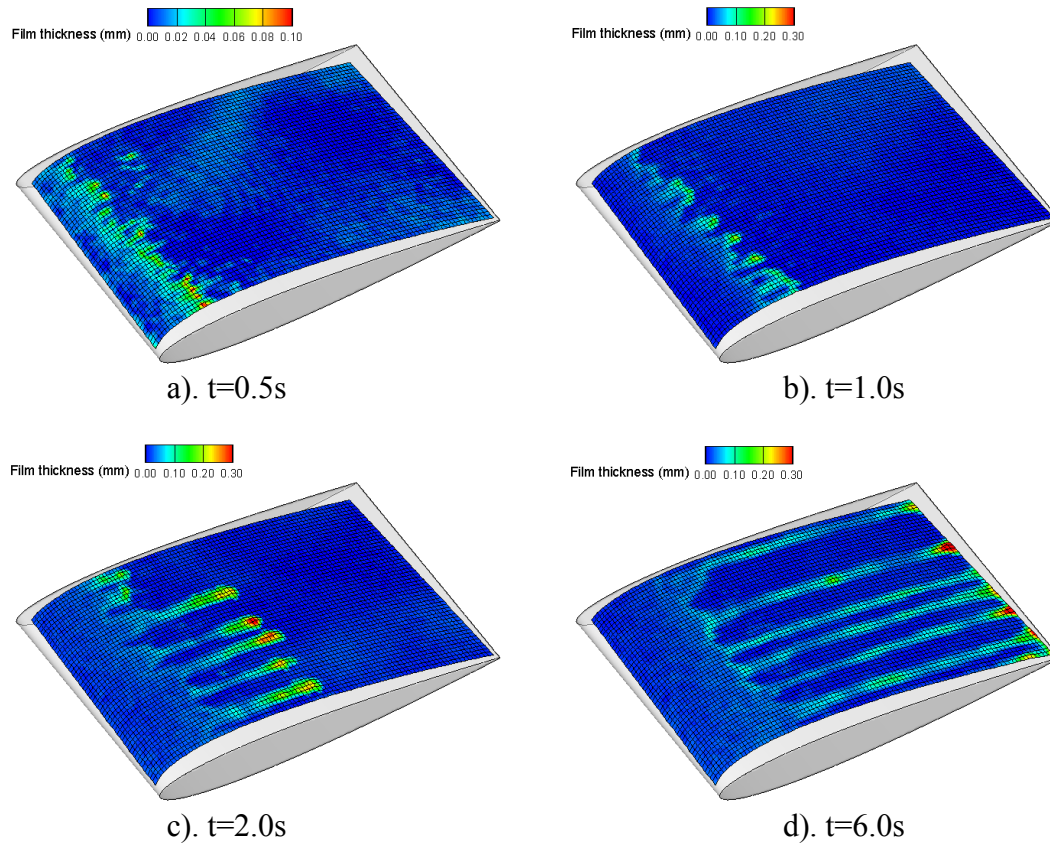 Film thickness (mm) 0.00 0.02 0.04 0.06 0.08 0.10
Film thickness (mm) 0.00 0.10 0.20 0.30
a). t=0.5s
b). t=1.0s
Film thickness (mm) 0.00 0.10 0.20 0.30
Film thickness (mm) 0.00 0.10 0.20 0.30
c). t=2.0s
d). t=6.0s